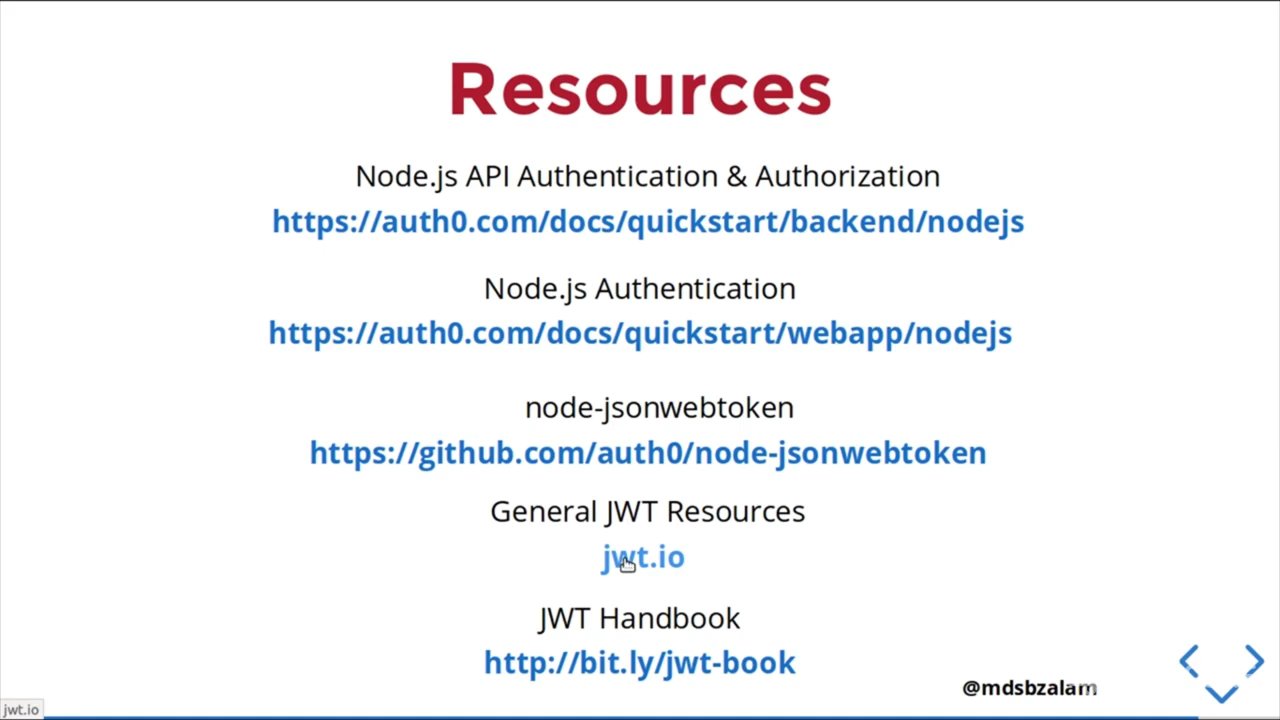 Resources
Node.js API Authentication & Authorization
https://auth0.com/docs/quickstart/backend/nodejs
Node.js Authentication
https://auth0.com/docs/quickstart/webapp/nodejs
node-jsonwebtoken
https://github.com/auth0/node-jsonwebtoken
General JWT Resources
jwt.io
JWT Handbook
http://bit.ly/jwt-book
@mdsbzalam
jwt.io